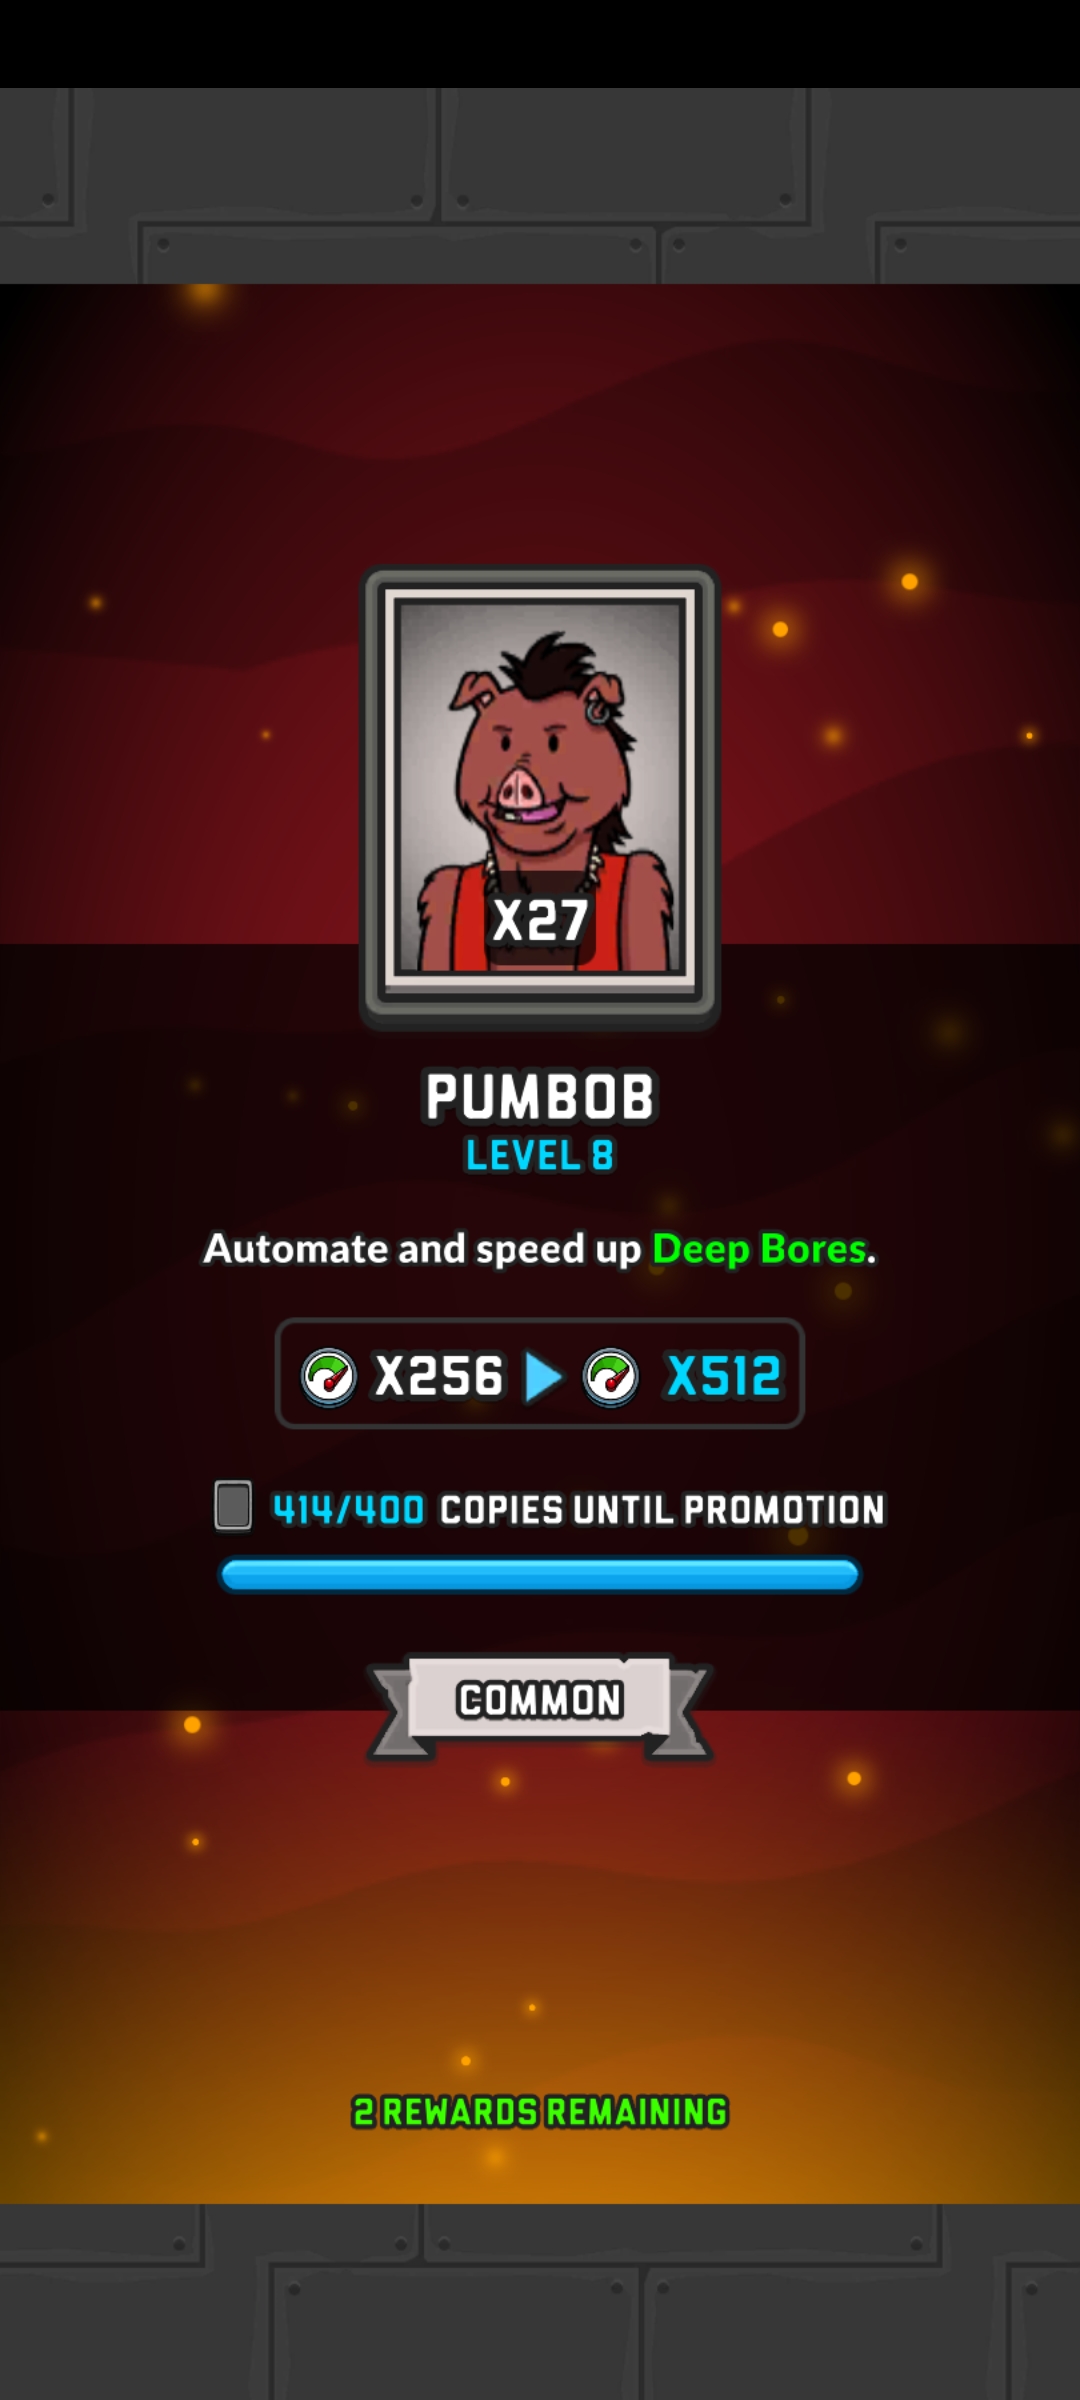 X27
PUMBOB
LEVEL 8
Automate and speed up Deep Bores.
X256 X512
414/400 COPIES UNTIL PROMOTION
COMMON
2 REWARDS REMAINING